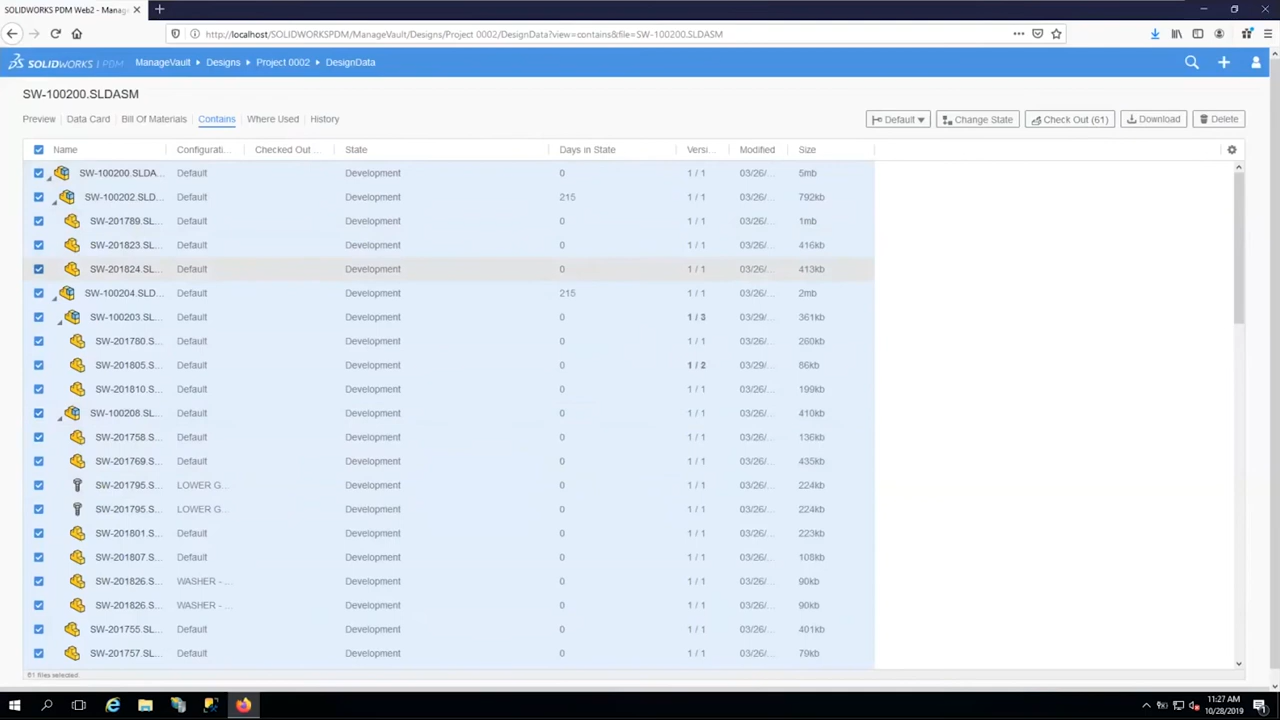 SOLIDWORKS PDM Web2 - Manag
http://localhost/SOLIDWORKSPDM/ManageVault/Designs/Project 0002/DesignData?view=contains&file=SW-100200.SLDASM
SOLIDWORKS | PDM ManageVault Designs Project 0002 DesignData
SW-100200.SLDASM
Preview Data Card Bill Of Materials Contains Where Used History Default Change State Check Out (61) Download Delete
Name Configurati... Checked Out ... State Days in State Versi... Modified Size
SW-100200.SLDA... Default Development 0 1 / 1 03/26/... 5mb
SW-100202.SLD... Default Development 215 1 / 1 03/26/... 792kb
SW-201789.SL... Default Development 0 1 / 1 03/26/... 1mb
SW-201823.SL... Default Development 0 1 / 1 03/26/... 416kb
SW-201824.SL... Default Development 0 1 / 1 03/26/... 413kb
SW-100204.SLD... Default Development 215 1 / 1 03/26/... 2mb
SW-100203.SL... Default Development 0 1 / 3 03/29/... 361kb
SW-201780.S... Default Development 0 1 / 1 03/26/... 260kb
SW-201805.S... Default Development 0 1 / 2 03/29/... 86kb
SW-201810.S... Default Development 0 1 / 1 03/26/... 199kb
SW-100208.SL... Default Development 0 1 / 1 03/26/... 410kb
SW-201758.S... Default Development 0 1 / 1 03/26/... 136kb
SW-201769.S... Default Development 0 1 / 1 03/26/... 435kb
SW-201795.S... LOWER G... Development 0 1 / 1 03/26/... 224kb
SW-201795.S... LOWER G... Development 0 1 / 1 03/26/... 224kb
SW-201801.S... Default Development 0 1 / 1 03/26/... 223kb
SW-201807.S... Default Development 0 1 / 1 03/26/... 108kb
SW-201826.S... WASHER - ... Development 0 1 / 1 03/26/... 90kb
SW-201826.S... WASHER - ... Development 0 1 / 1 03/26/... 90kb
SW-201755.SL... Default Development 0 1 / 1 03/26/... 401kb
SW-201757.SL... Default Development 0 1 / 1 03/26/... 79kb
61 files selected
11:27 AM
10/28/2019